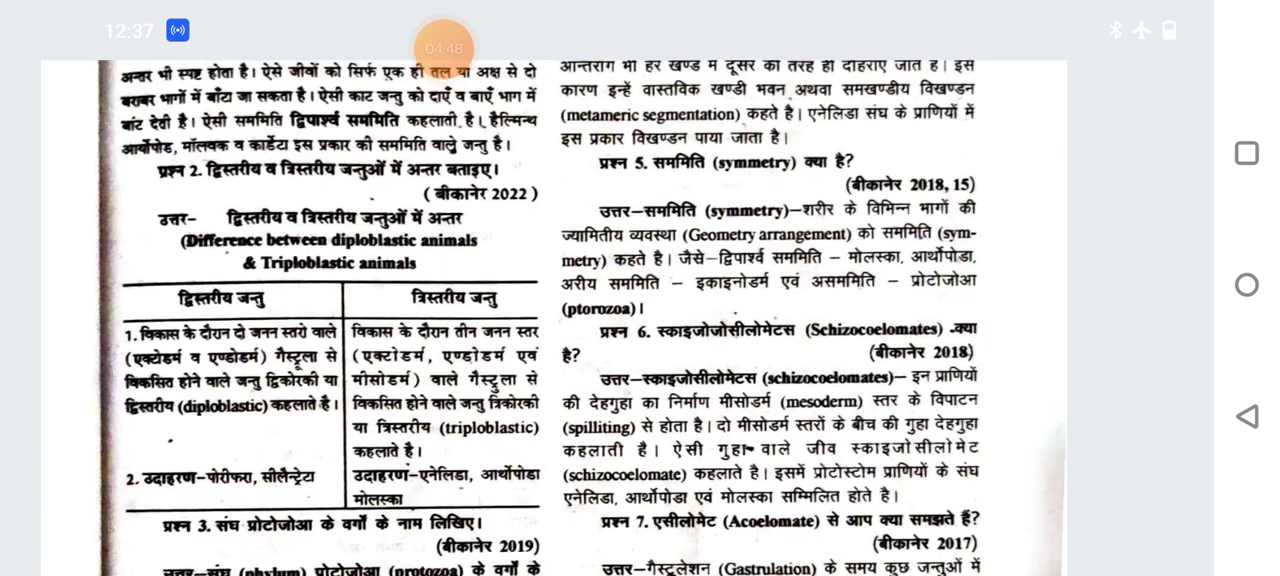 12:37
04:48
अन्तर भी स्पष्ट होता है। ऐसे जीवों को सिर्फ एक ही तल या अक्ष से दो
बराबर भागों में बाँटा जा सकता है। ऐसी काट जन्तु को दाएँ व बाएँ भाग में
बांट देती है। ऐसी सममिति द्विपार्श्व सममिति कहलाती है। हैल्मिन्थ
आर्थोपोड, मॉलक्क व कार्डेटा इस प्रकार की सममिति वाले जन्तु है।
प्रश्न 2. द्विस्तरीय व त्रिस्तरीय जन्तुओं में अन्तर बताइए।
( बीकानेर 2022 )
उत्तर– द्विस्तरीय व त्रिस्तरीय जन्तुओं में अन्तर
(Difference between diploblastic animals
& Triploblastic animals
द्विस्तरीय जन्तु
त्रिस्तरीय जन्तु
1. विकास के दौरान दो जनन स्तरो वाले
(एक्टोडर्म व एण्डोडर्म) गैस्ट्रूला से
विकसित होने वाले जन्तु द्विकोरकी या
द्विस्तरीय (diploblastic) कहलाते है।
विकास के दौरान तीन जनन स्तर
(एक्टोडर्म, एण्डोडर्म एवं
मीसोडर्म) वाले गैस्ट्रुला से
विकसित होने वाले जन्तु त्रिकोरकी
या त्रिस्तरीय (triploblastic)
कहलाते है।
2. उदाहरण–पोरीफरा, सीलैन्ट्रेटा
उदाहरण–एनेलिडा, आर्थोपोडा
मोलस्का
प्रश्न 3. संघ प्रोटोजोआ के वर्गो के नाम लिखिए।
(बीकानेर 2019)
उत्तर–संघ (phylum) प्रोटोजोआ (protozoa) के वर्गो के
आन्तरांग भी हर खण्ड में दूसरे की तरह ही दोहराए जाते है। इस
कारण इन्हें वास्तविक खण्डी भवन अथवा समखण्डीय विखण्डन
(metameric segmentation) कहते है। एनेलिडा संघ के प्राणियों में
इस प्रकार विखण्डन पाया जाता है।
प्रश्न 5. सममिति (symmetry) क्या है?
(बीकानेर 2018, 15)
उत्तर–सममिति (symmetry)–शरीर के विभिन्न भागों की
ज्यामितीय व्यवस्था (Geometry arrangement) को सममिति (sym-
metry) कहते है। जैसे–द्विपार्श्व सममिति – मोलस्का, आर्थोपोडा,
अरीय सममिति – इकाइनोडर्म एवं असममिति – प्रोटोजोआ
(ptorozoa)।
प्रश्न 6. स्काइजोजोसीलोमेटस (Schizocoelomates) क्या
है? (बीकानेर 2018)
उत्तर–स्काइजोसीलोमेटस (schizocoelomates)– इन प्राणियों
की देहगुहा का निर्माण मीसोडर्म (mesoderm) स्तर के विपाटन
(spilliting) से होता है। दो मीसोडर्म स्तरों के बीच की गुहा देहगुहा
कहलाती है। ऐसी गुहा वाले जीव स्काइजोसीलोमेट
(schizocoelomate) कहलाते है। इसमें प्रोटोस्टोम प्राणियों के संघ
एनेलिडा, आर्थोपोडा एवं मोलस्का सम्मिलित होते है।
प्रश्न 7. एसीलोमेट (Acoelomate) से आप क्या समझते हैं?
(बीकानेर 2017)
उत्तर–गैस्ट्रलेशन (Gastrulation) के समय कुछ जन्तुओं में